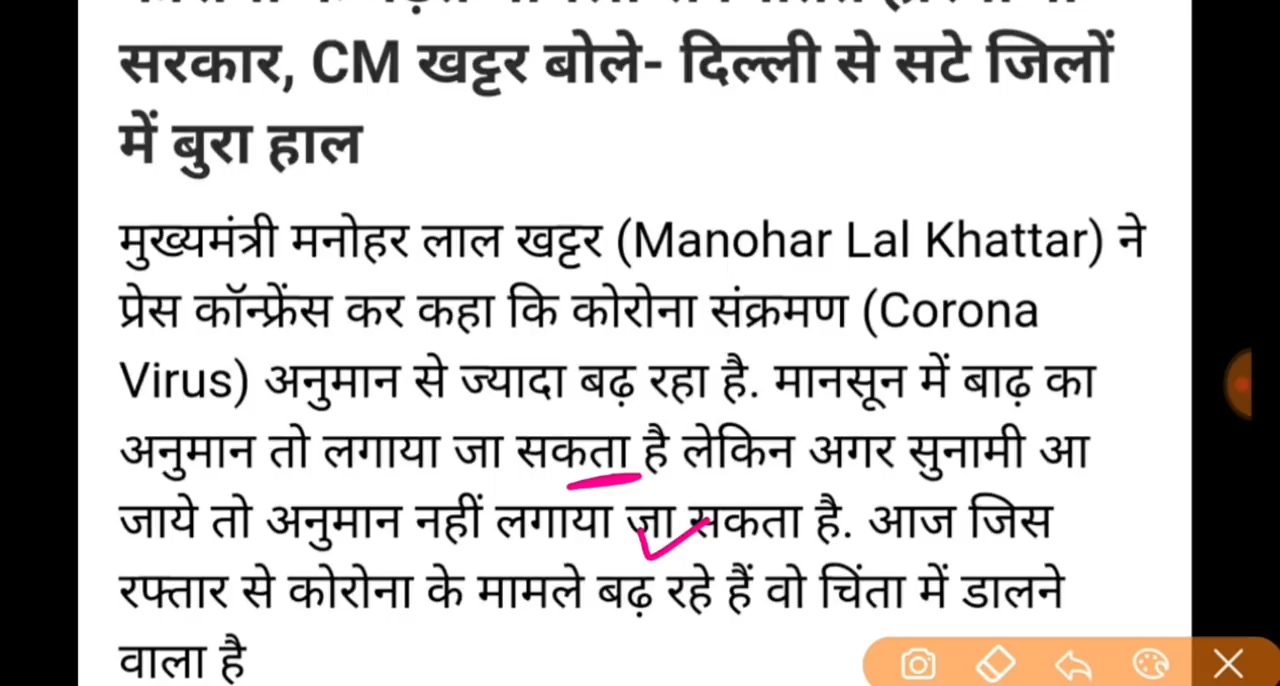 सरकार, CM खट्टर बोले- दिल्ली से सटे जिलों
में बुरा हाल
मुख्यमंत्री मनोहर लाल खट्टर (Manohar Lal Khattar) ने
प्रेस कॉन्फ्रेंस कर कहा कि कोरोना संक्रमण (Corona
Virus) अनुमान से ज्यादा बढ़ रहा है. मानसून में बाढ़ का
अनुमान तो लगाया जा सकता है लेकिन अगर सुनामी आ
जाये तो अनुमान नहीं लगाया जा सकता है. आज जिस
रफ्तार से कोरोना के मामले बढ़ रहे हैं वो चिंता में डालने
वाला है